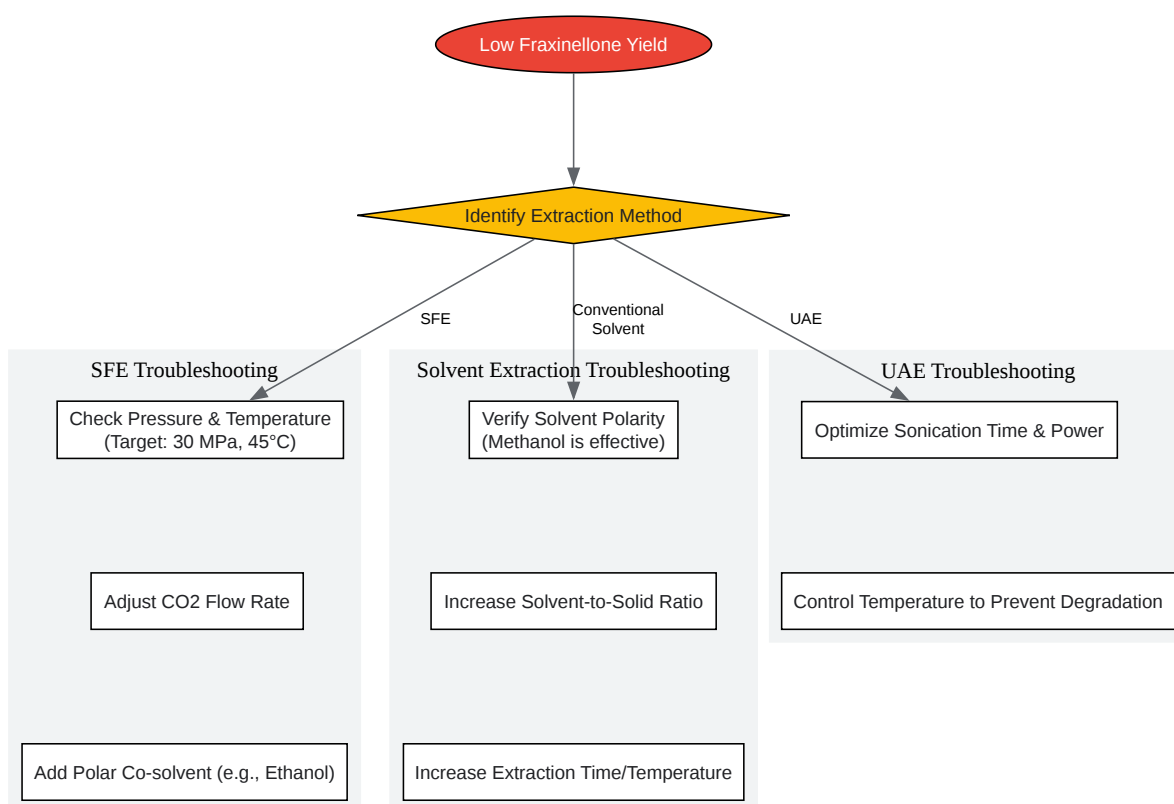 Low Fraxinellone Yield
Identify Extraction Method
SFE
Conventional
Solvent
UAE
SFE Troubleshooting
Check Pressure & Temperature
(Target: 30 MPa, 45°C)
Adjust CO2 Flow Rate
Add Polar Co-solvent (e.g., Ethanol)
Solvent Extraction Troubleshooting
Verify Solvent Polarity
(Methanol is effective)
Increase Solvent-to-Solid Ratio
Increase Extraction Time/Temperature
UAE Troubleshooting
Optimize Sonication Time & Power
Control Temperature to Prevent Degradation